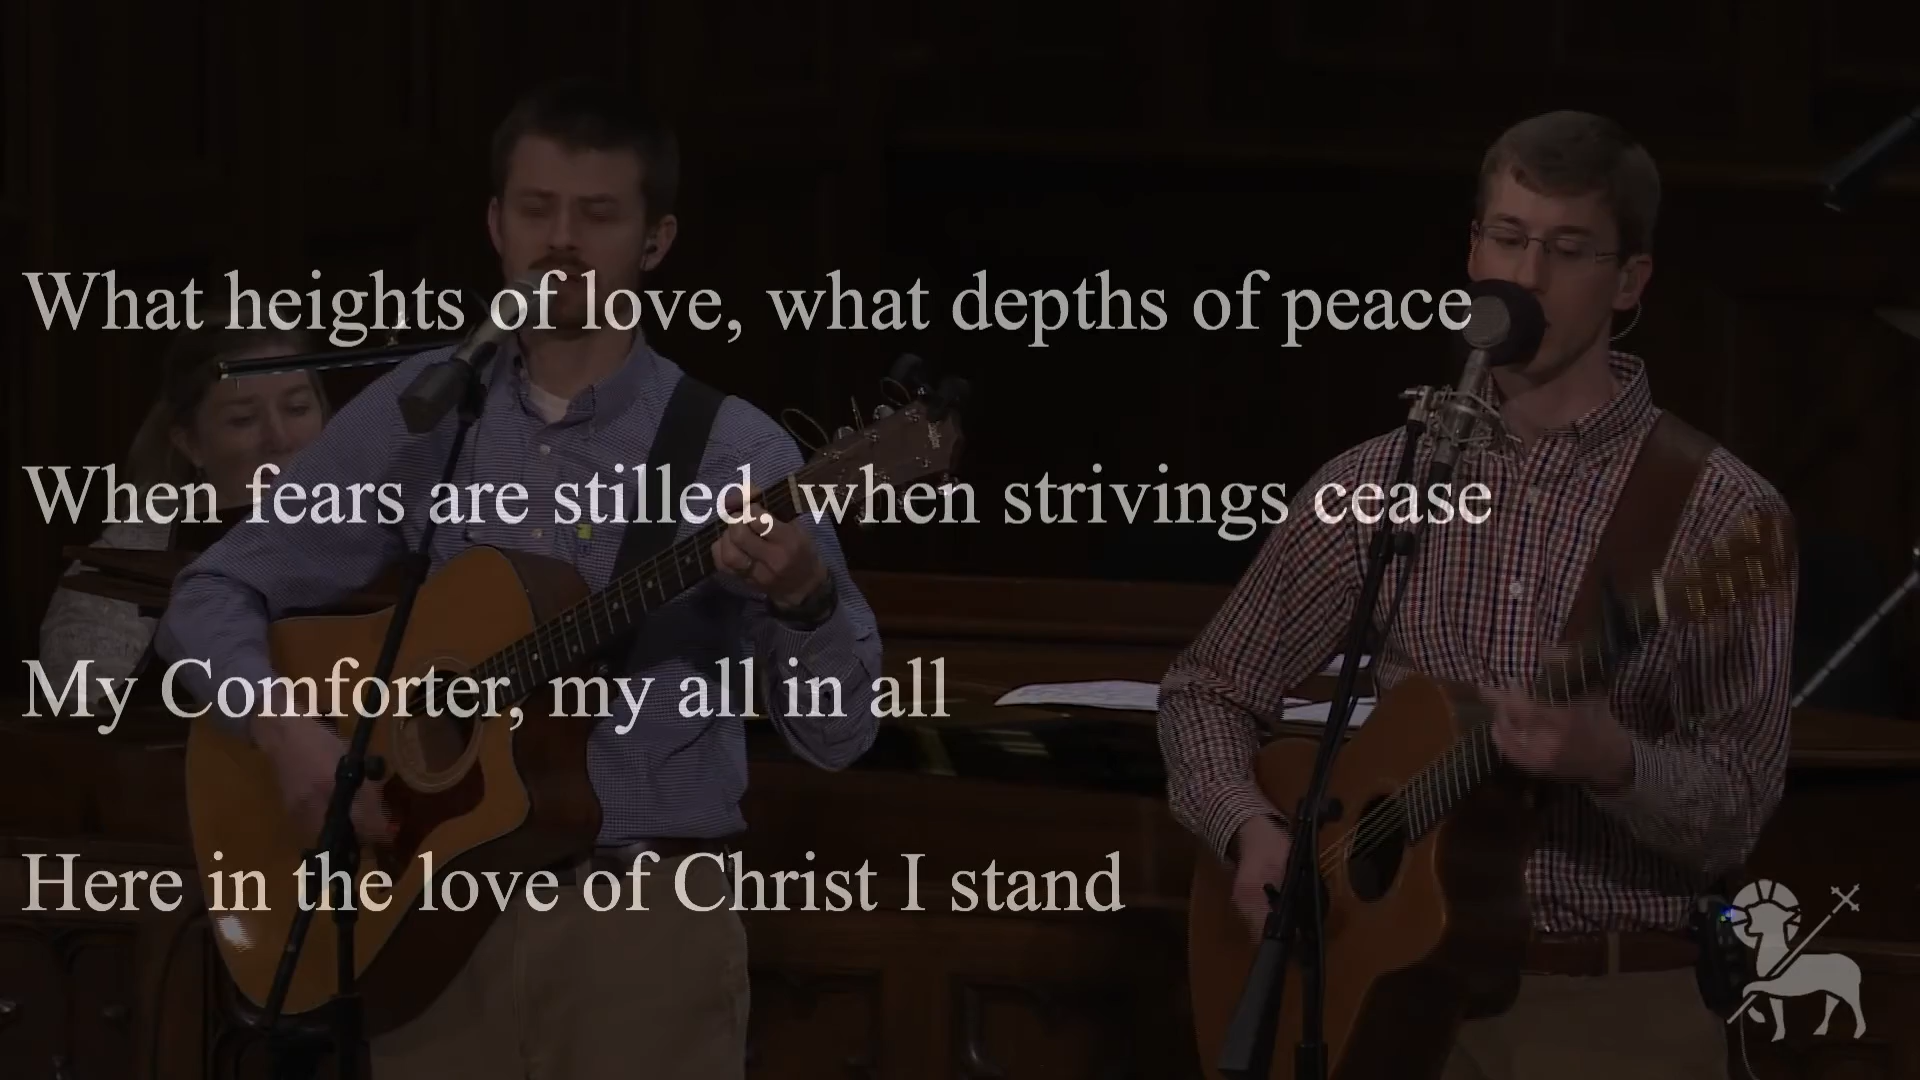 What heights of love, what depths of peace
When fears are stilled, when strivings cease
My Comforter, my all in all
Here in the love of Christ I stand